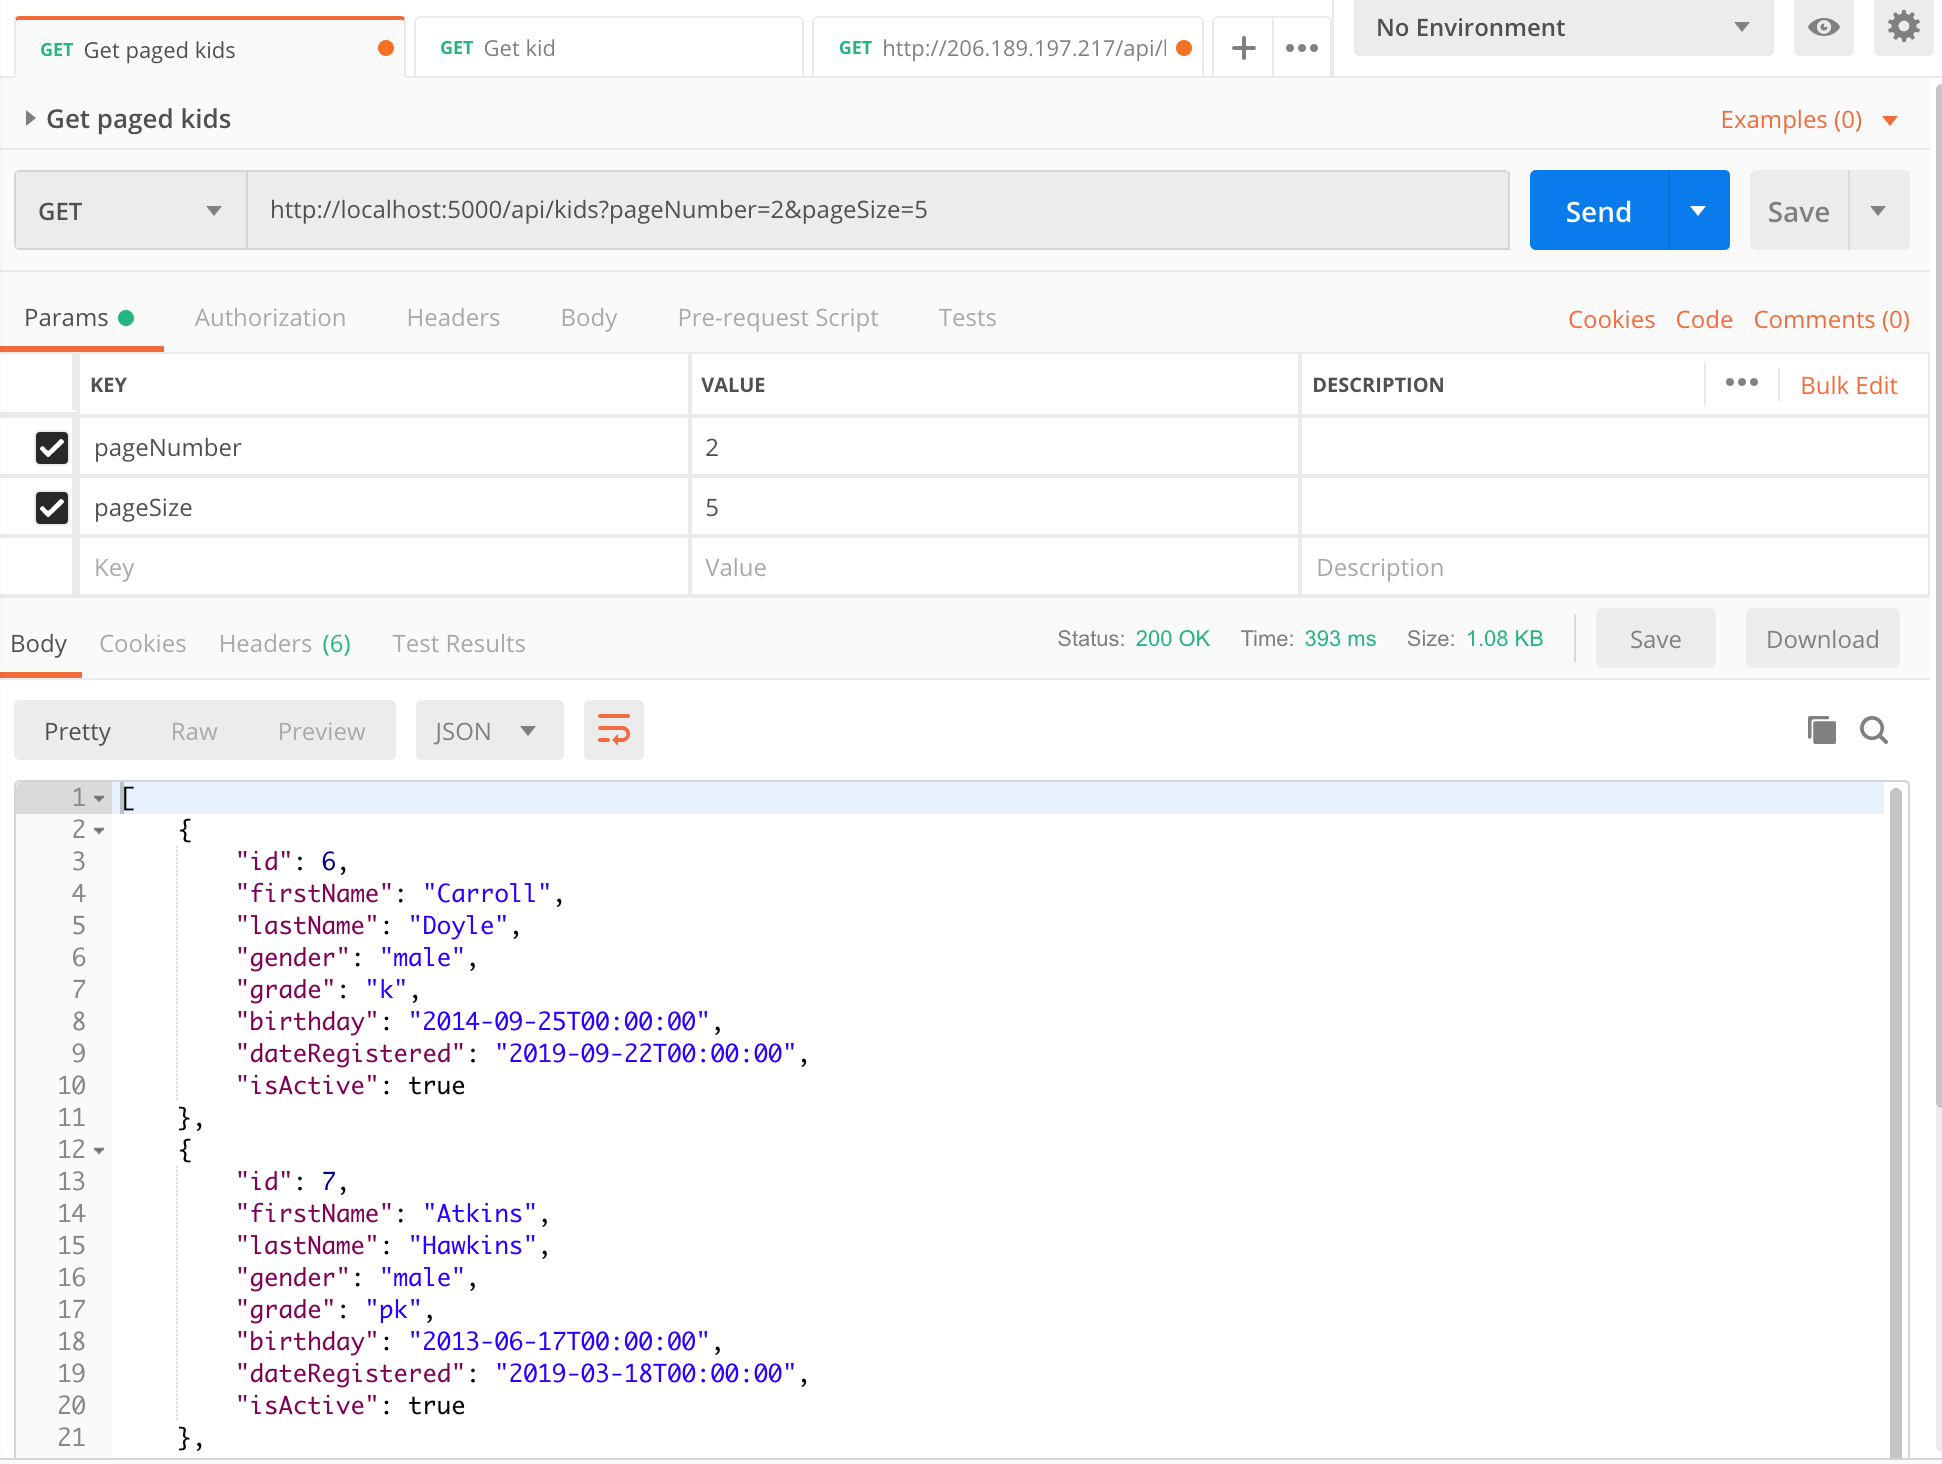 GET Get paged kids
GET Get kid
GET http://206.189.197.217/api/
No Environment
Get paged kids
Examples (0)
GET
http://localhost:5000/api/kids?pageNumber=2&pageSize=5
Send
Save
Params
Authorization
Headers
Body
Pre-request Script
Tests
Cookies
Code
Comments (0)
KEY VALUE DESCRIPTION
Bulk Edit
pageNumber 2
pageSize 5
Key Value Description
Body
Cookies
Headers (6)
Test Results
Status: 200 OK Time: 393 ms Size: 1.08 KB
Save
Download
Pretty
Raw
Preview
JSON
1 [
2 {
3 "id": 6,
4 "firstName": "Carroll",
5 "lastName": "Doyle",
6 "gender": "male",
7 "grade": "k",
8 "birthday": "2014-09-25T00:00:00",
9 "dateRegistered": "2019-09-22T00:00:00",
10 "isActive": true
11 },
12 {
13 "id": 7,
14 "firstName": "Atkins",
15 "lastName": "Hawkins",
16 "gender": "male",
17 "grade": "pk",
18 "birthday": "2013-06-17T00:00:00",
19 "dateRegistered": "2019-03-18T00:00:00",
20 "isActive": true
21 },